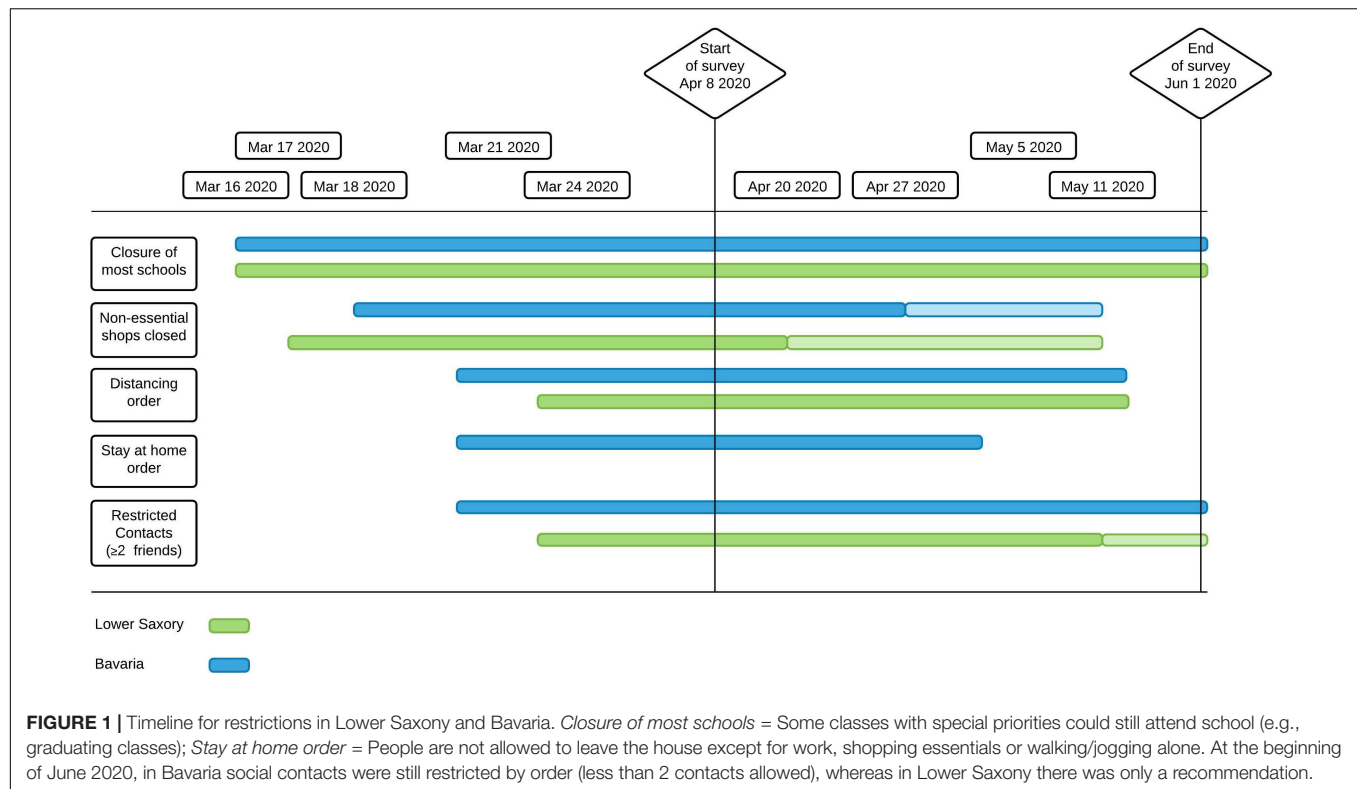 Start
of survey
Apr 8 2020
End
of survey
Jun 1 2020
Mar 17 2020
Mar 21 2020
May 5 2020
Mar 16 2020
Mar 18 2020
Mar 24 2020
Apr 20 2020
Apr 27 2020
May 11 2020
Closure of
most schools
Non-essential
shops closed
Distancing
order
Stay at home
order
Restricted
Contacts
(≥2 friends)
Lower Saxory
Bavaria
FIGURE 1 | Timeline for restrictions in Lower Saxony and Bavaria. Closure of most schools = Some classes with special priorities could still attend school (e.g.,
graduating classes); Stay at home order = People are not allowed to leave the house except for work, shopping essentials or walking/jogging alone. At the beginning
of June 2020, in Bavaria social contacts were still restricted by order (less than 2 contacts allowed), whereas in Lower Saxony there was only a recommendation.